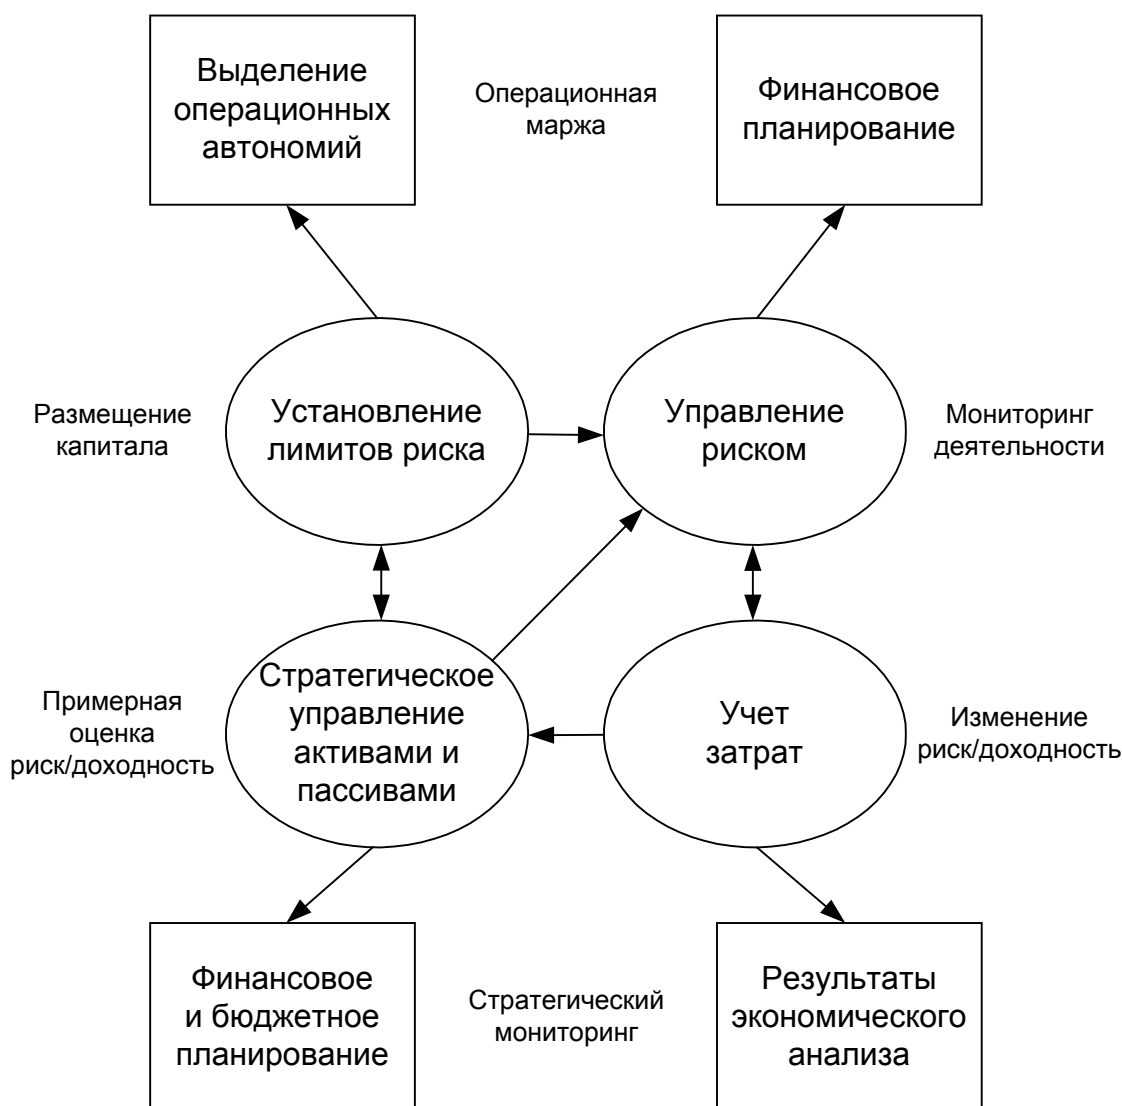 Выделение
операционных
автономий
Операционная
маржа
Финансовое
планирование
Размещение
капитала
Установление
лимитов риска
Управление
риском
Мониторинг
деятельности
Примерная
оценка
риск/доходность
Стратегическое
управление
активами и
пассивами
Учет
затрат
Изменение
риск/доходность
Финансовое
и бюджетное
планирование
Стратегический
мониторинг
Результаты
экономического
анализа